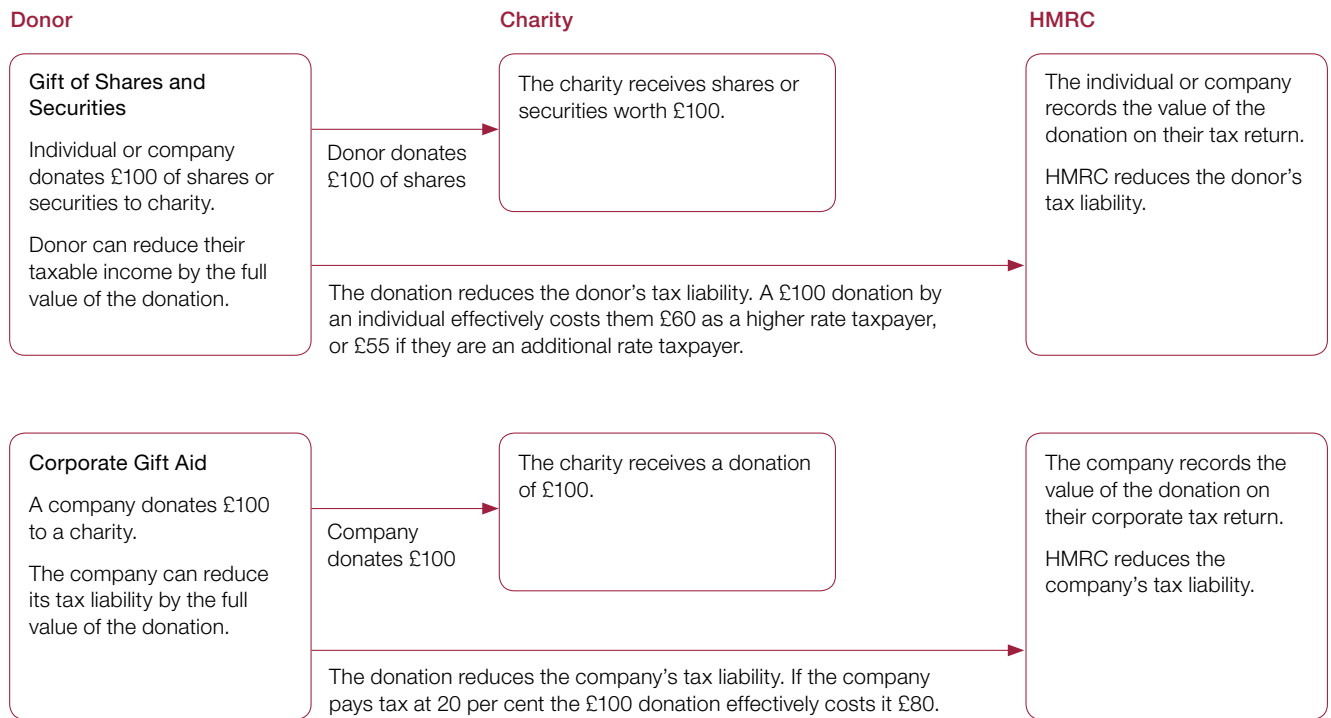 Donor
Charity
HMRC
Gift of Shares and
Securities
Individual or company
donates £100 of shares or
securities to charity.
Donor can reduce their
taxable income by the full
value of the donation.
Donor donates
£100 of shares
The charity receives shares or
securities worth £100.
The individual or company
records the value of the
donation on their tax return.
HMRC reduces the donor’s
tax liability.
The donation reduces the donor’s tax liability. A £100 donation by
an individual effectively costs them £60 as a higher rate taxpayer,
or £55 if they are an additional rate taxpayer.
Corporate Gift Aid
A company donates £100
to a charity.
The company can reduce
its tax liability by the full
value of the donation.
Company
donates £100
The charity receives a donation
of £100.
The company records the
value of the donation on
their corporate tax return.
HMRC reduces the
company’s tax liability.
The donation reduces the company’s tax liability. If the company
pays tax at 20 per cent the £100 donation effectively costs it £80.